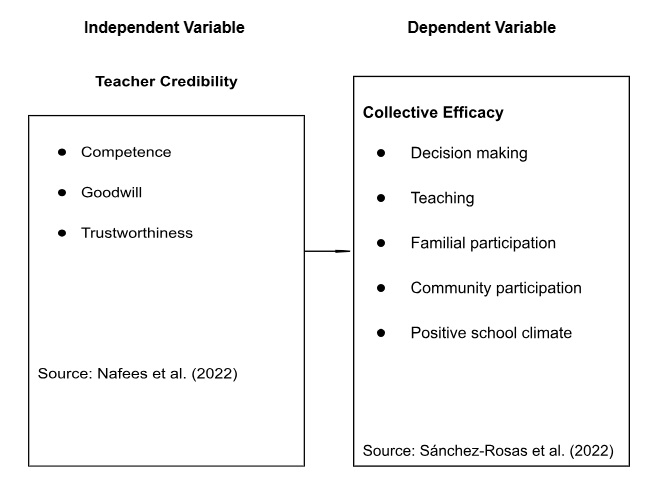 Independent Variable
Dependent Variable
Teacher Credibility
● Competence
● Goodwill
● Trustworthiness
Source: Nafees et al. (2022)
Collective Efficacy
● Decision making
● Teaching
● Familial participation
● Community participation
● Positive school climate
Source: Sánchez-Rosas et al. (2022)